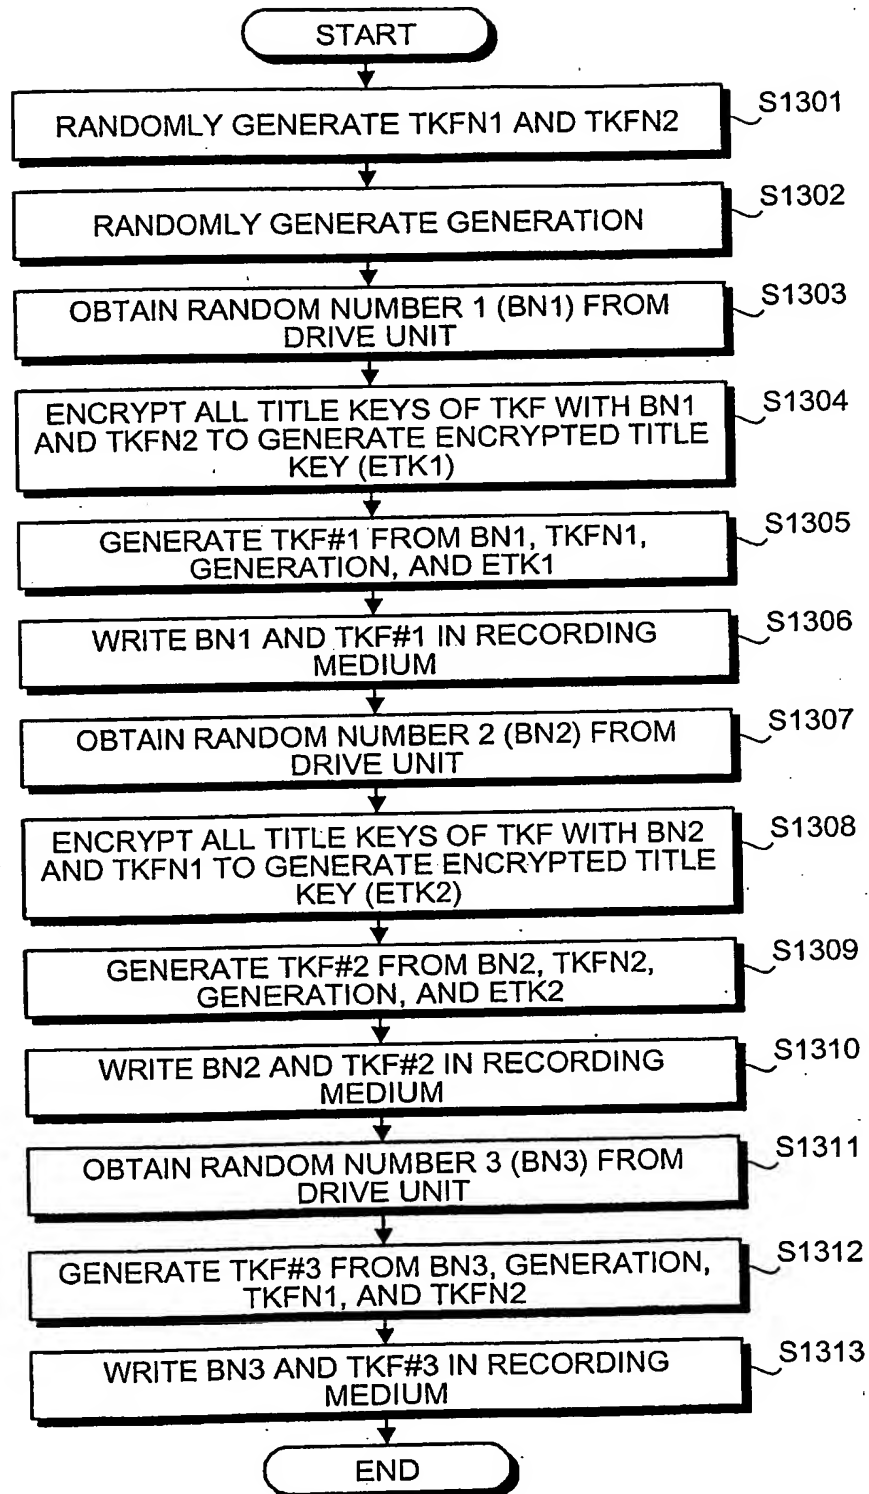 START
RANDOMLY GENERATE TKFN1 AND TKFN2
S1301
RANDOMLY GENERATE GENERATION
S1302
OBTAIN RANDOM NUMBER 1 (BN1) FROM
DRIVE UNIT
S1303
ENCRYPT ALL TITLE KEYS OF TKF WITH BN1
AND TKFN2 TO GENERATE ENCRYPTED TITLE
KEY (ETK1)
S1304
GENERATE TKF#1 FROM BN1, TKFN1,
GENERATION, AND ETK1
S1305
WRITE BN1 AND TKF#1 IN RECORDING
MEDIUM
S1306
OBTAIN RANDOM NUMBER 2 (BN2) FROM
DRIVE UNIT
S1307
ENCRYPT ALL TITLE KEYS OF TKF WITH BN2
AND TKFN1 TO GENERATE ENCRYPTED TITLE
KEY (ETK2)
S1308
GENERATE TKF#2 FROM BN2, TKFN2,
GENERATION, AND ETK2
S1309
WRITE BN2 AND TKF#2 IN RECORDING
MEDIUM
S1310
OBTAIN RANDOM NUMBER 3 (BN3) FROM
DRIVE UNIT
S1311
GENERATE TKF#3 FROM BN3, GENERATION,
TKFN1, AND TKFN2
S1312
WRITE BN3 AND TKF#3 IN RECORDING
MEDIUM
S1313
END